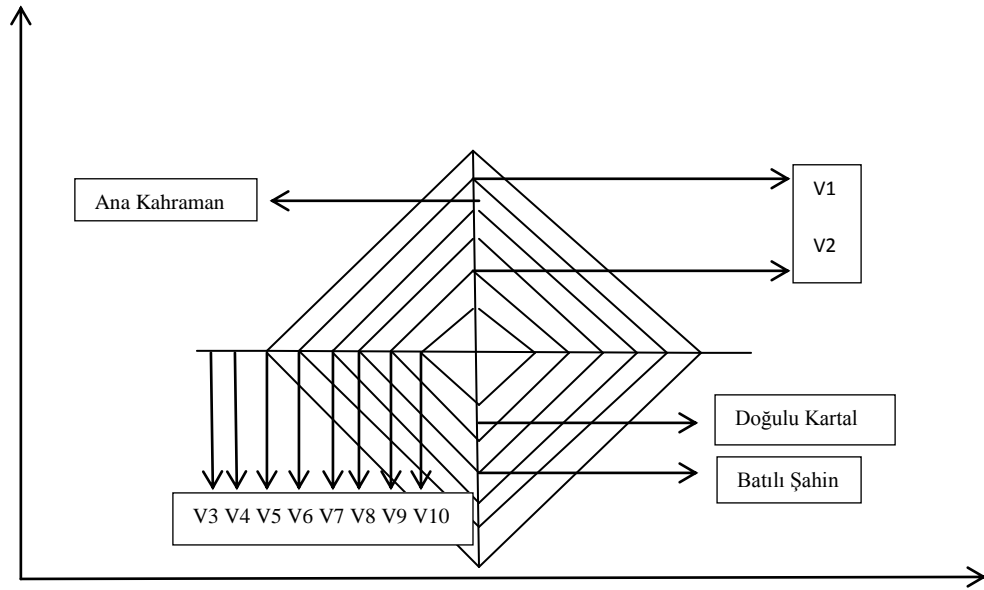 V1
Ana Kahraman
V2
Doğulu Kartal
Batılı Şahin
V3 V4 V5 V6 V7 V8 V9 V10